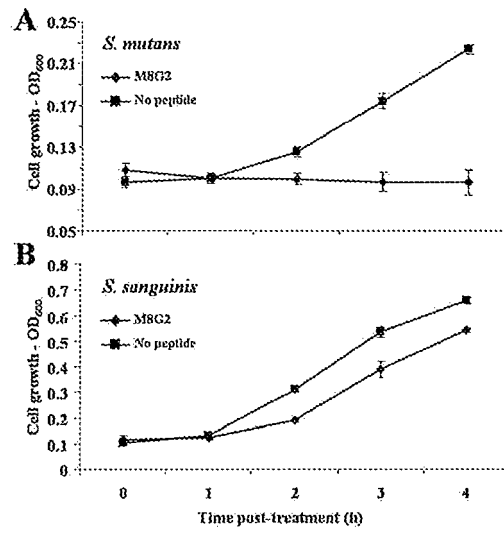 A
0.25
0.21
0.17
0.13
0.09
0.05
Cell growth - OD600
S. mutans
M8G2
No peptide
B
0.8
0.7
0.6
0.5
0.4
0.3
0.2
0.1
0
Cell growth - OD600
S. sanguinis
M8G2
No peptide
0 1 2 3 4
Time post-treatment (h)